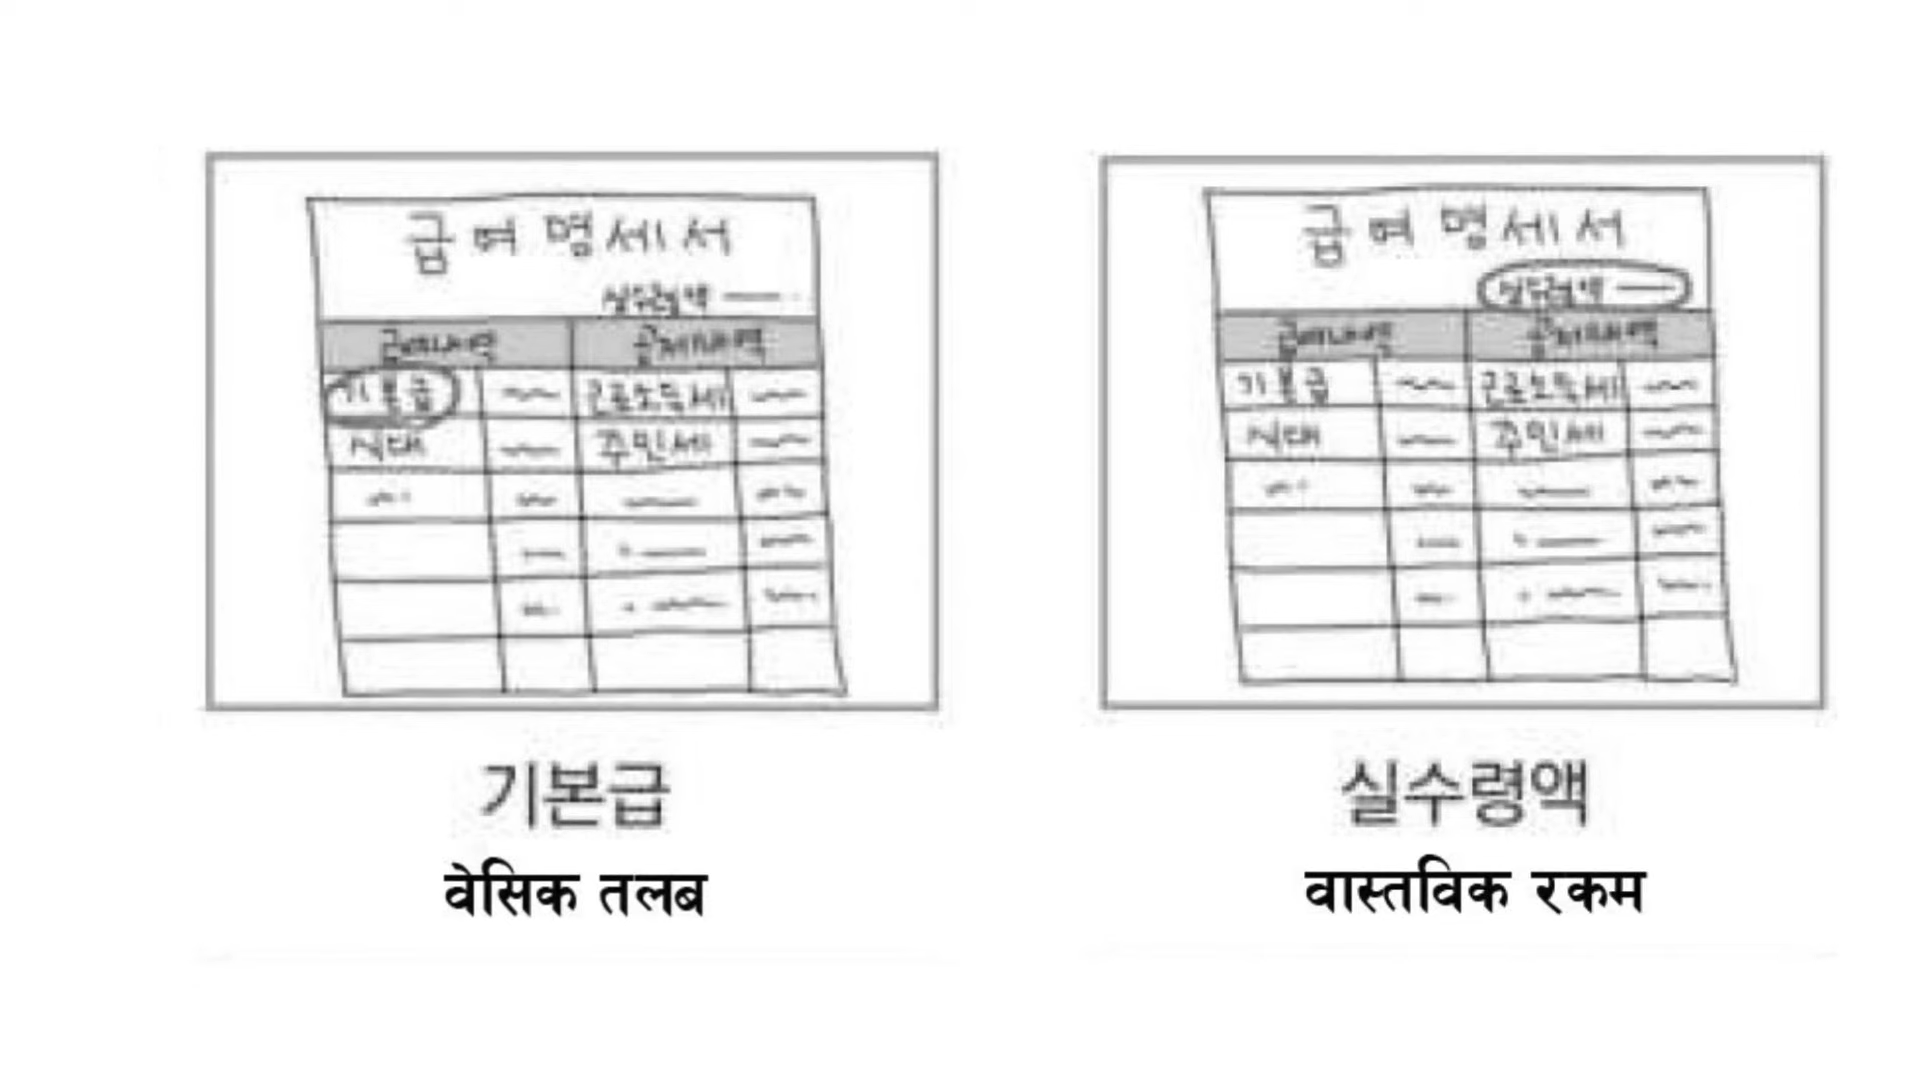 급여명세서
실수령액
급여내역 공제내역
기본급 근로소득세
식대 주민세
기본급
वेसिक तलब
급여명세서
실수령액
급여내역 공제내역
기본급 근로소득세
식대 주민세
실수령액
वास्तविक रकम